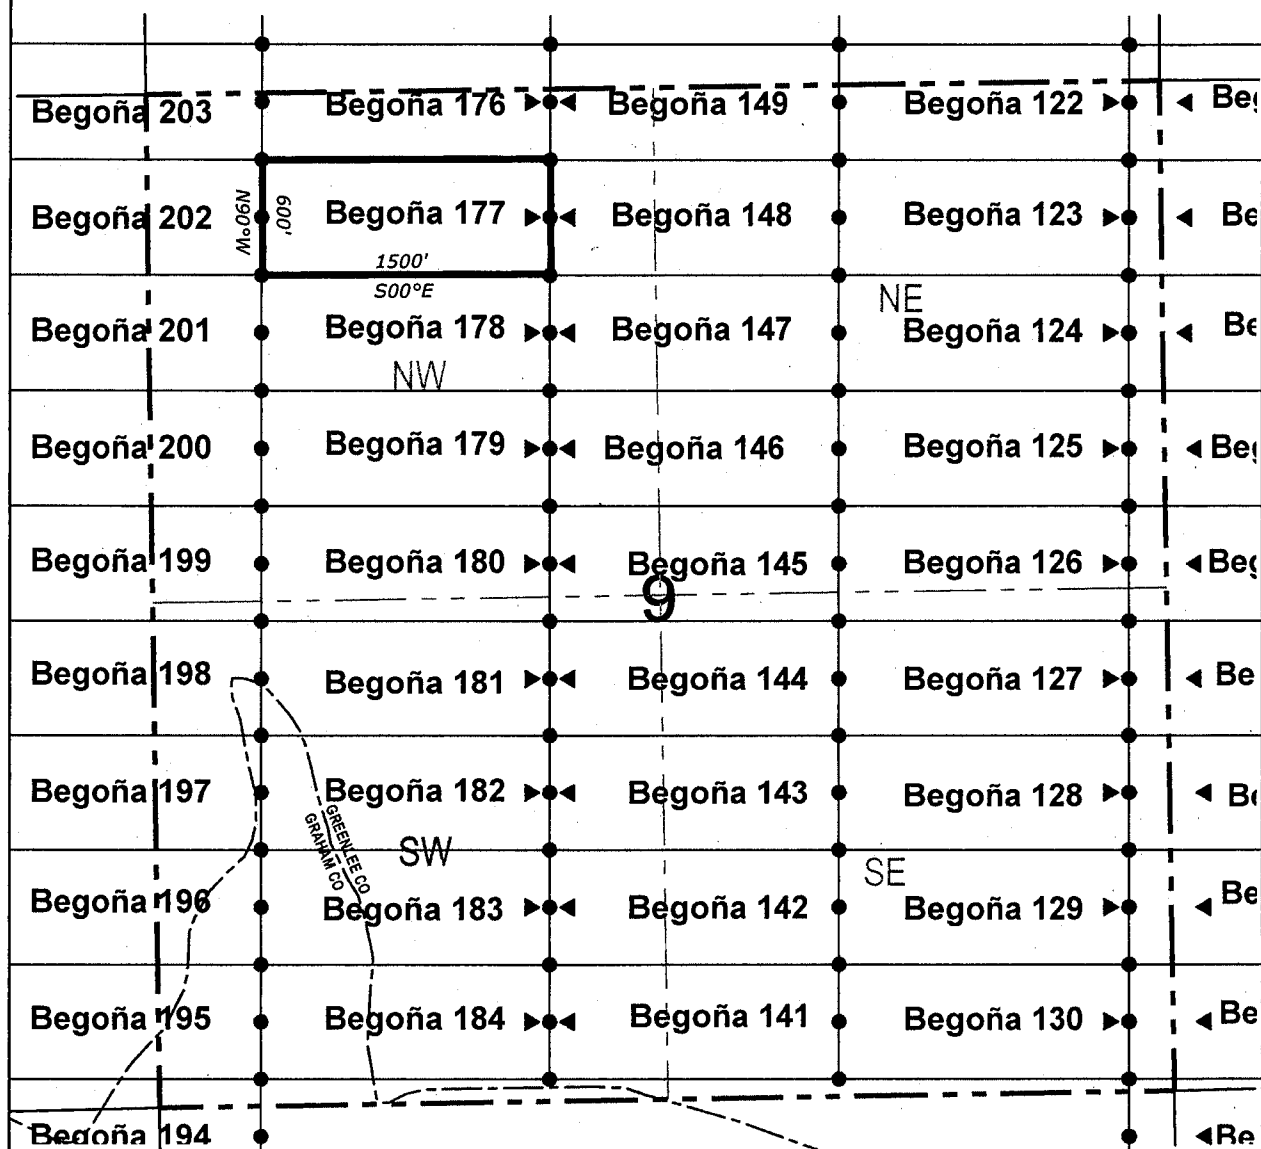 Begoña 203 Begoña 176 Begoña 149 Begoña 122
Begoña 202 N90°W 600' Begoña 177 Begoña 148 Begoña 123
1500'
S00°E
NE
Begoña 201 Begoña 178 Begoña 147 Begoña 124
NW
Begoña 200 Begoña 179 Begoña 146 Begoña 125
Begoña 199 Begoña 180 Begoña 145 Begoña 126
9
Begoña 198 Begoña 181 Begoña 144 Begoña 127
Begoña 197 Begoña 182 Begoña 143 Begoña 128
GREENLEE CO
GRAHAM CO
SW
SE
Begoña 196 Begoña 183 Begoña 142 Begoña 129
Begoña 195 Begoña 184 Begoña 141 Begoña 130
Begoña 194